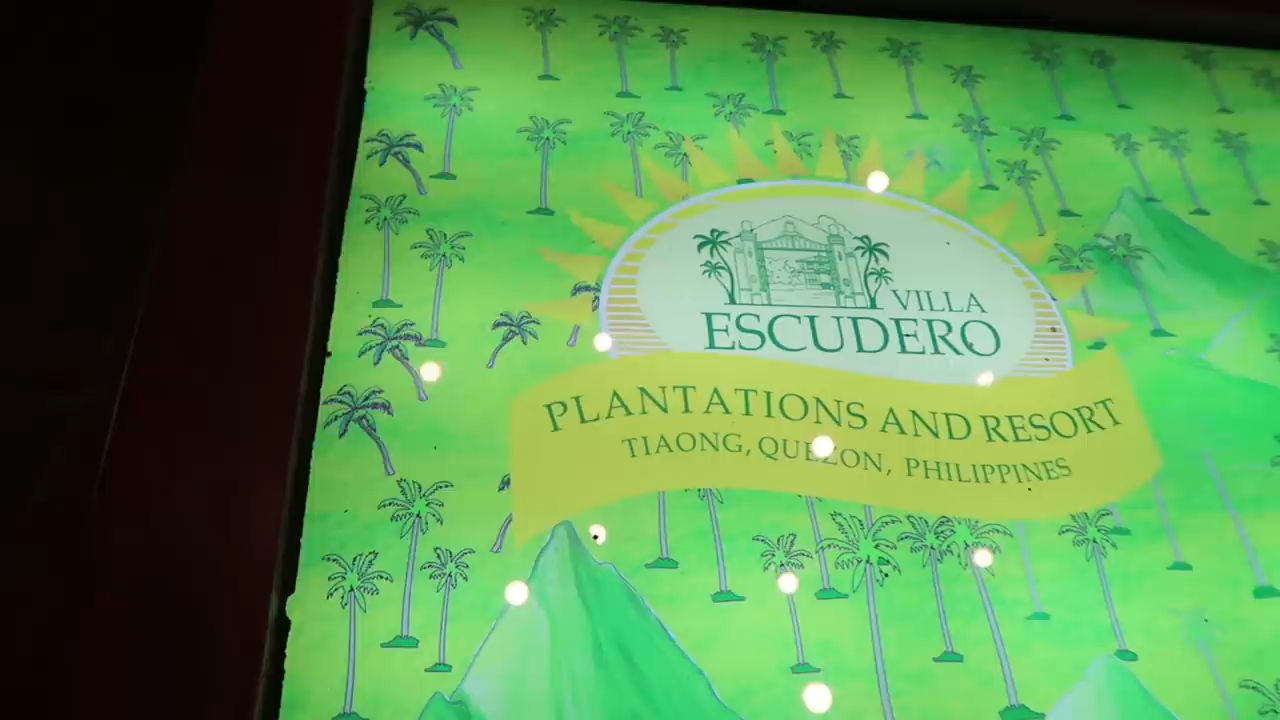 VILLA
ESCUDERO
PLANTATIONS AND RESORT
TIAONG, QUEZON, PHILIPPINES